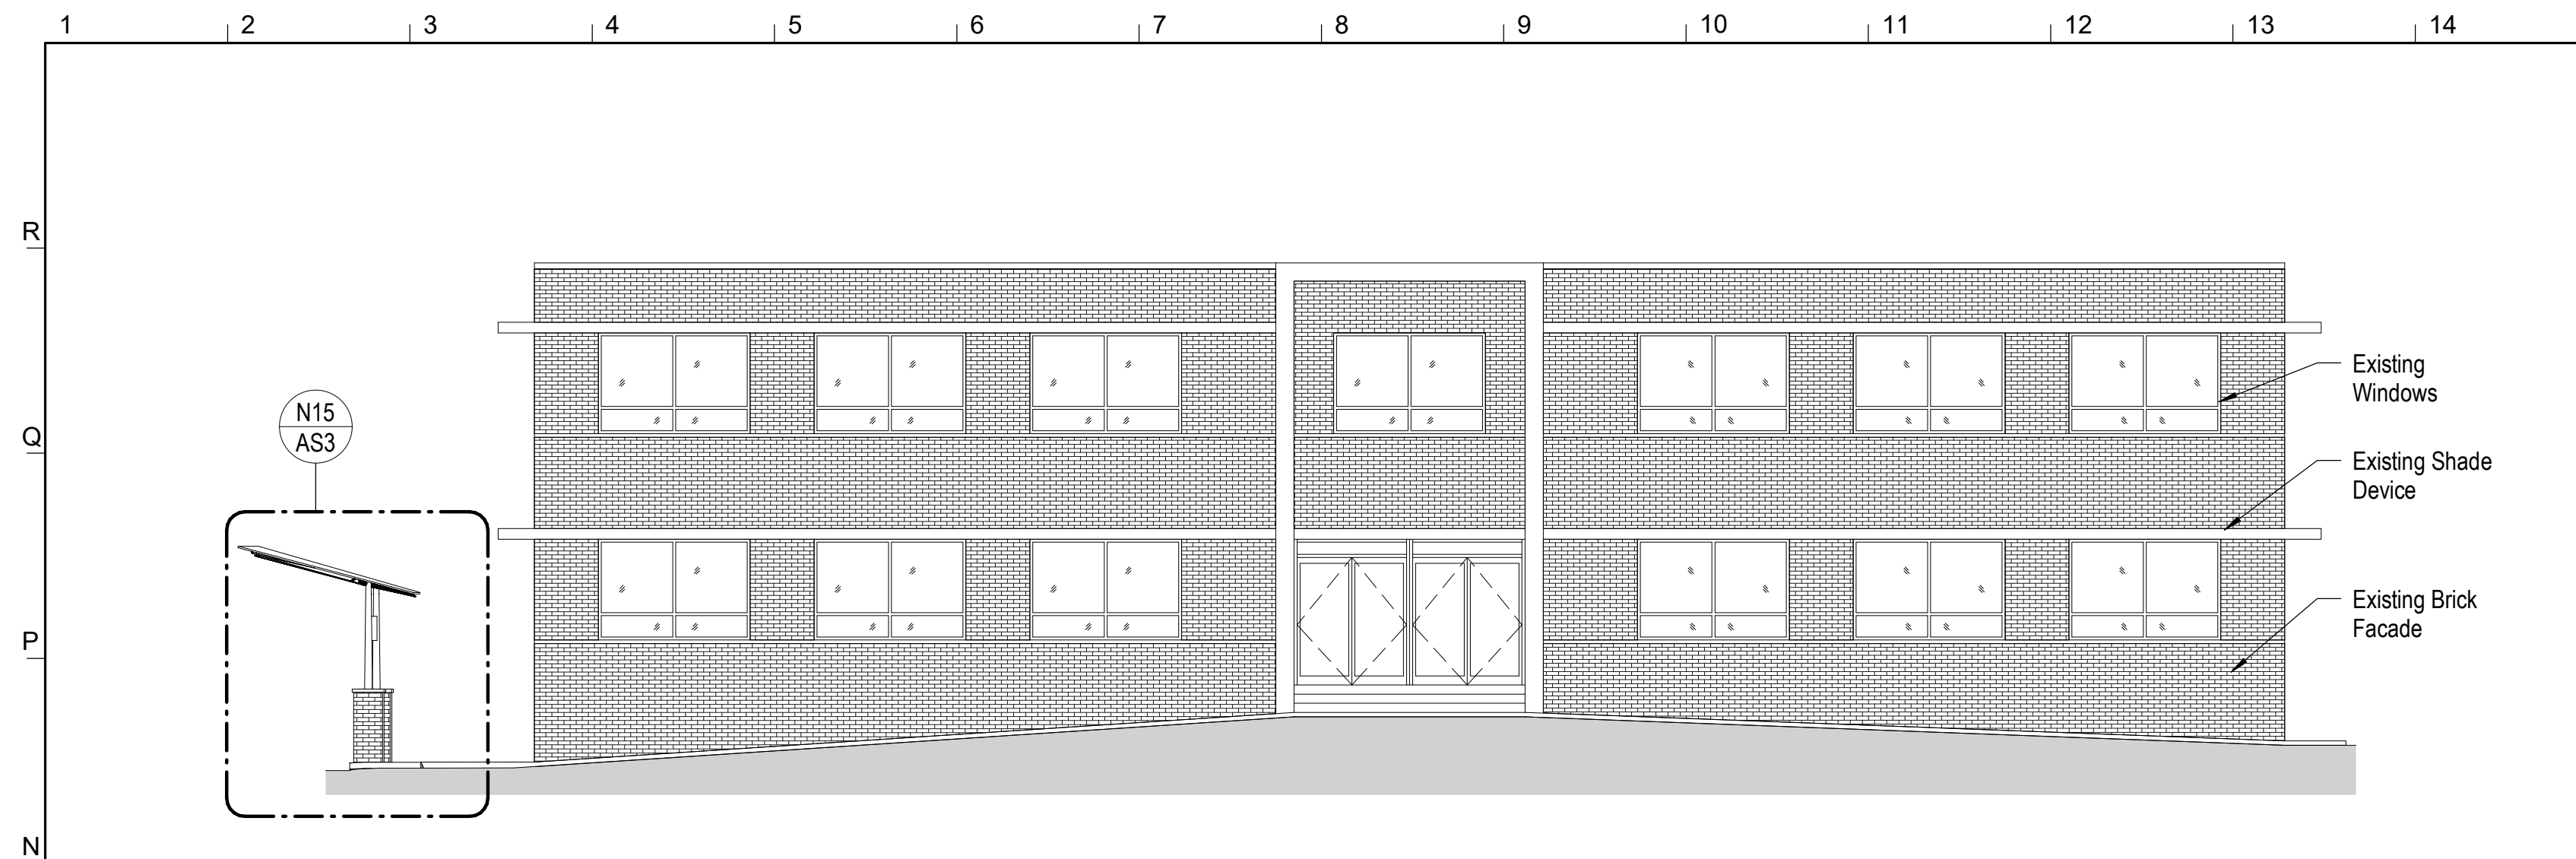 1 2 3 4 5 6 7 8 9 10 11 12 13 14
R
Existing
Windows
N15
AS3
Q
Existing Shade
Device
Existing Brick
Facade
P
N